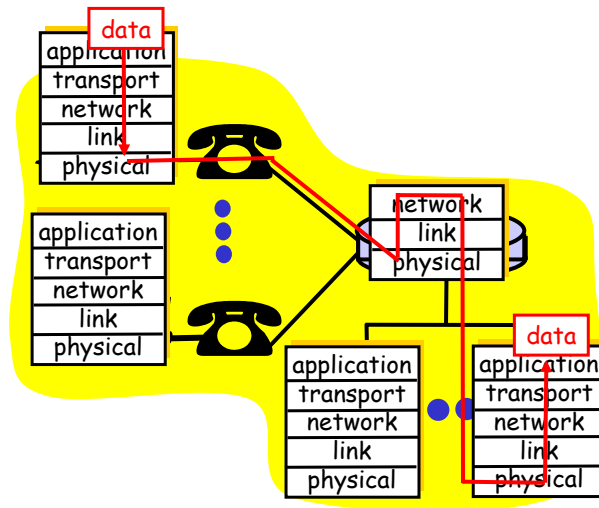 data
application
transport
network
link
physical
application
transport
network
link
physical
network
link
physical
application
transport
network
link
physical
data
application
transport
network
link
physical